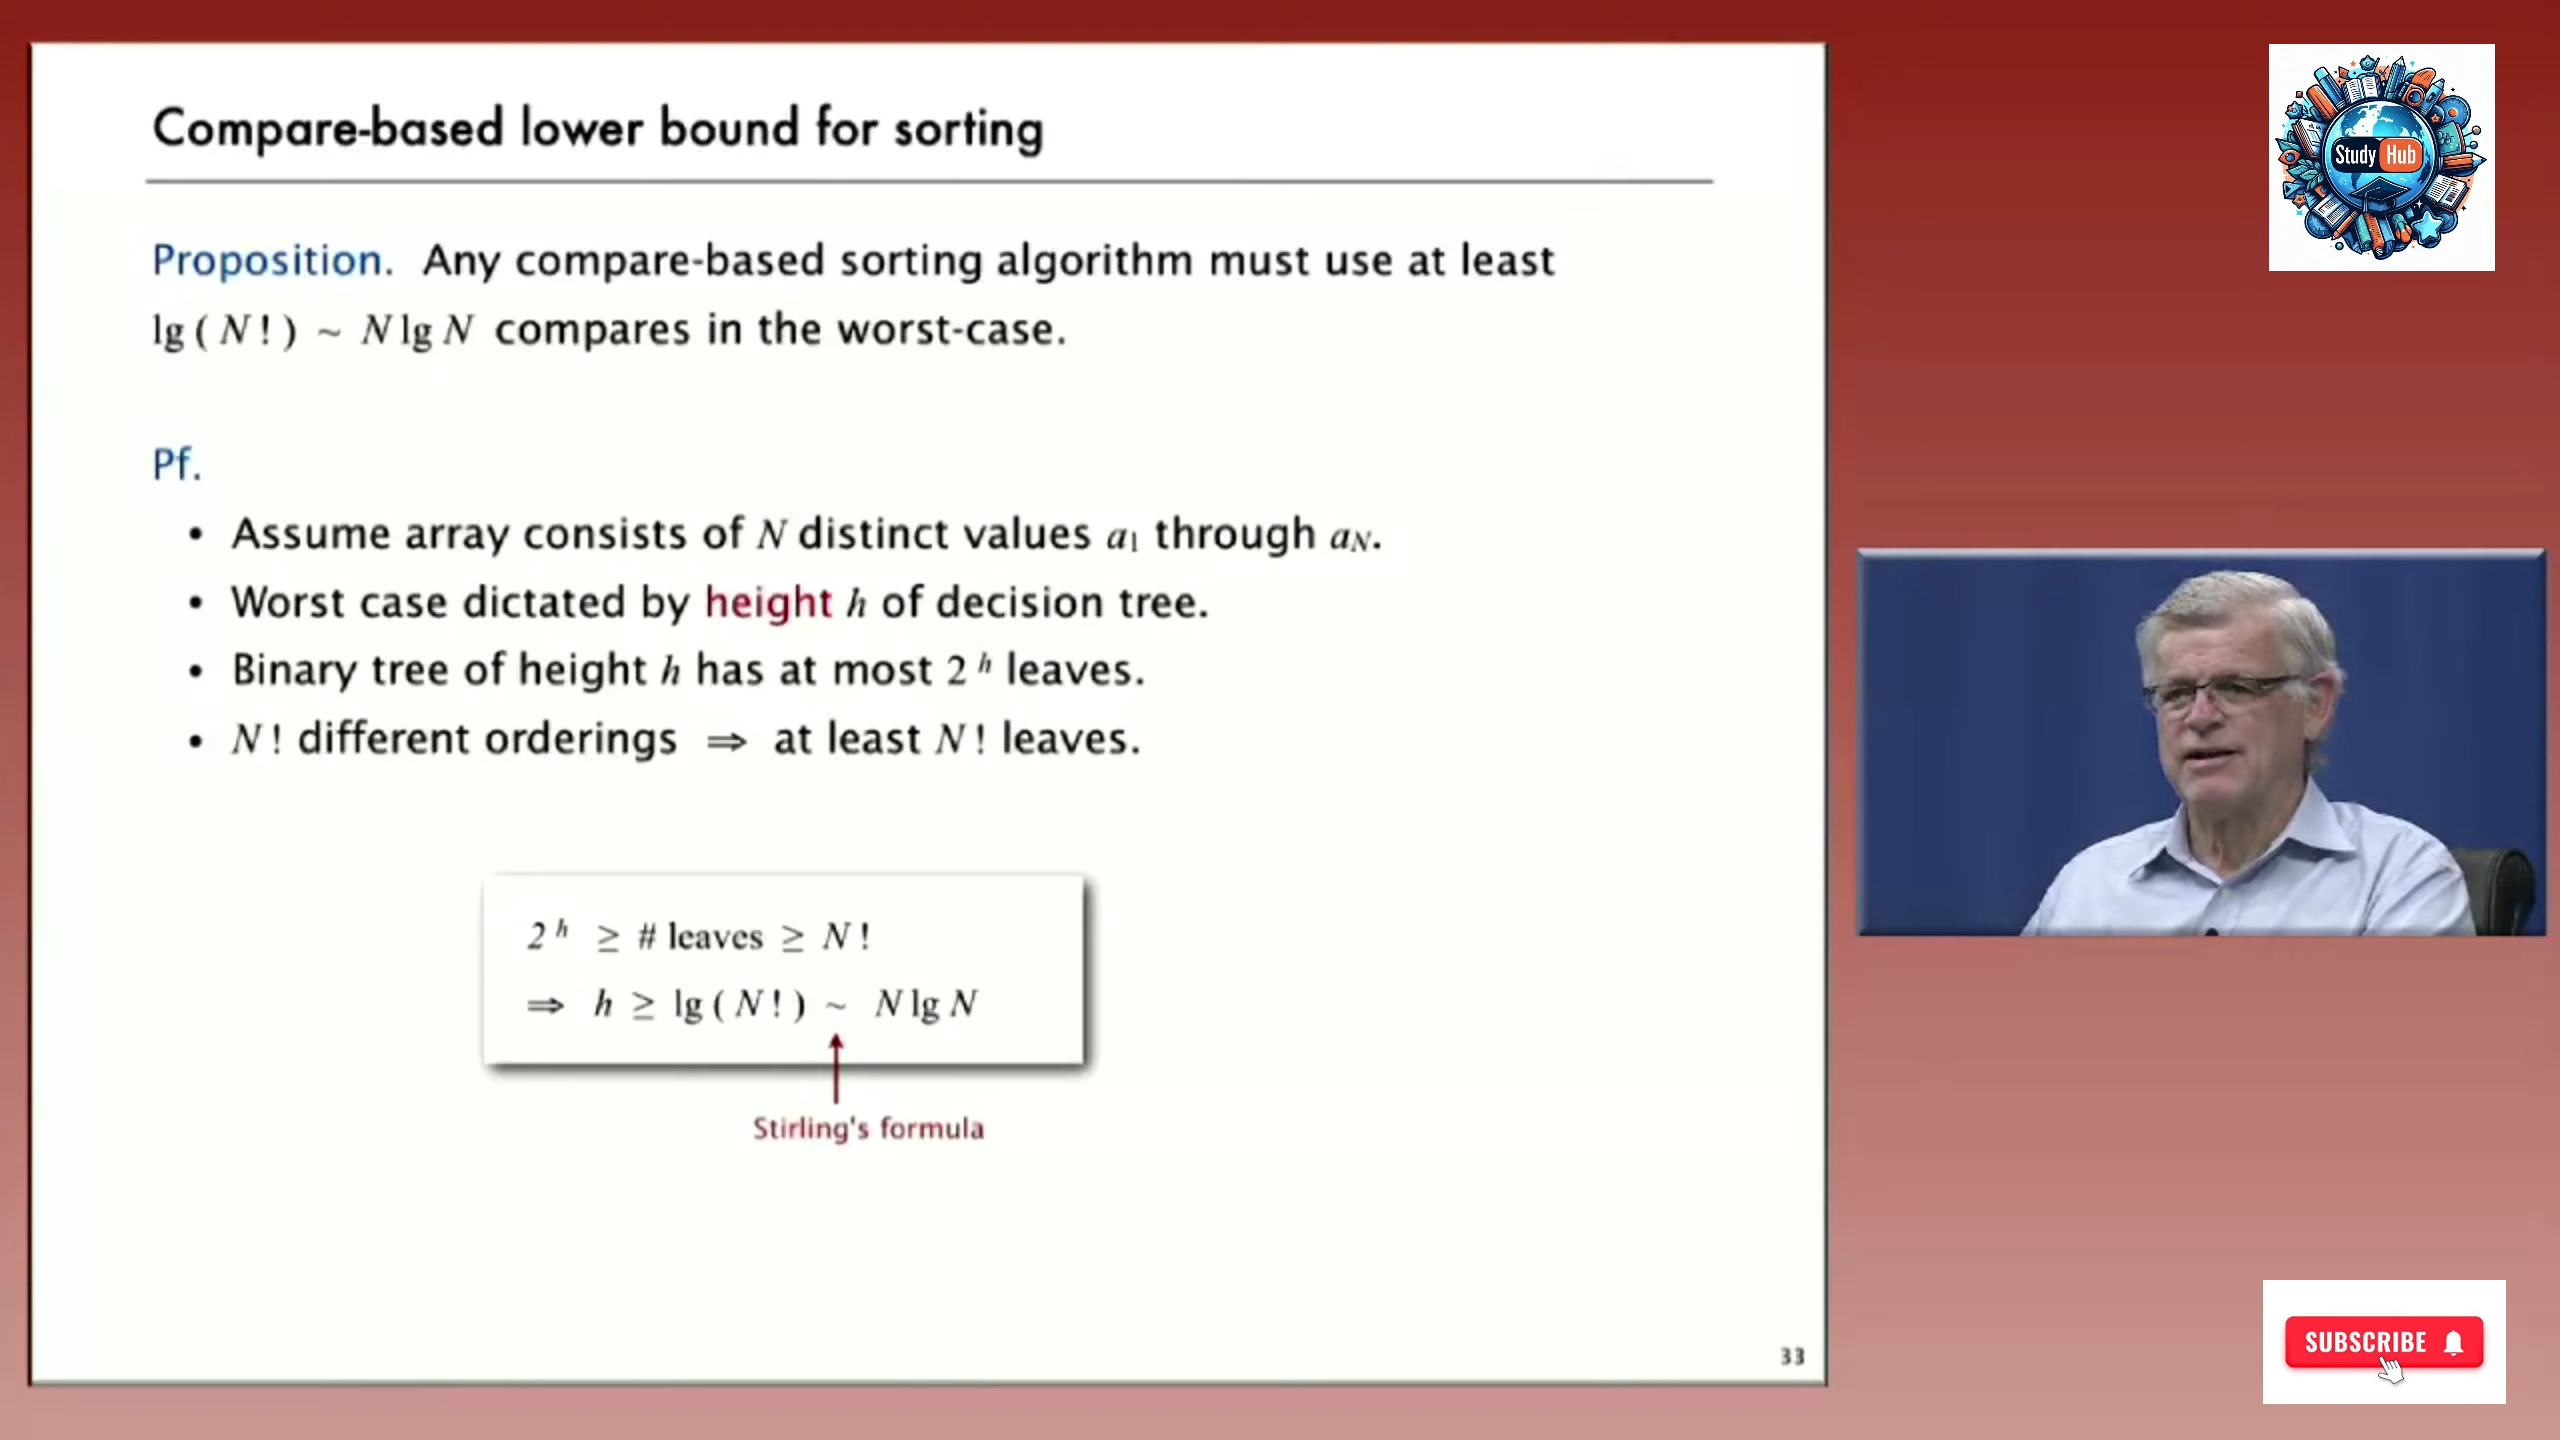 Compare-based lower bound for sorting
Proposition. Any compare-based sorting algorithm must use at least
lg ( N ! ) ~ N lg N compares in the worst-case.
Pf.
• Assume array consists of N distinct values a₁ through a_N.
• Worst case dictated by height h of decision tree.
• Binary tree of height h has at most 2 ʰ leaves.
• N ! different orderings ⇒ at least N ! leaves.
2 ʰ ≥ # leaves ≥ N !
⇒ h ≥ lg ( N ! ) ~ N lg N
Stirling's formula
33
Study Hub
SUBSCRIBE